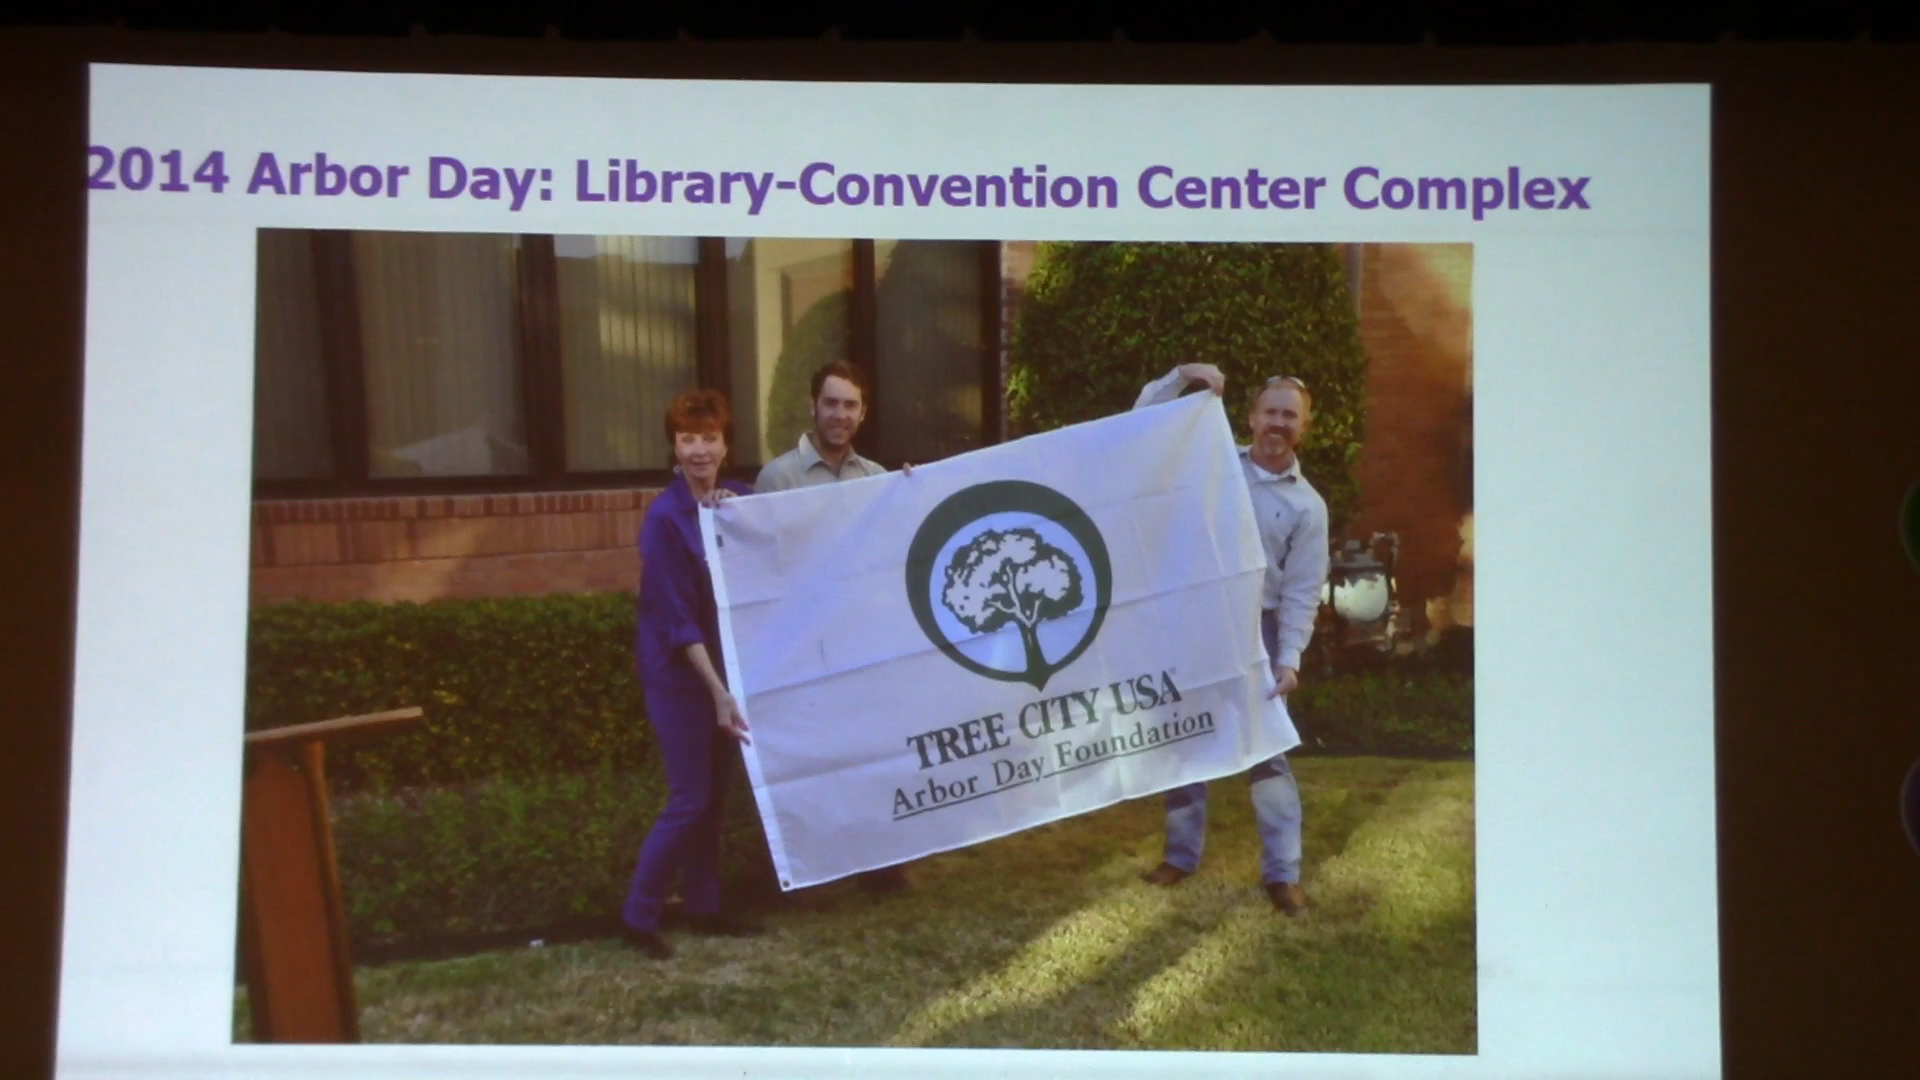 2014 Arbor Day: Library-Convention Center Complex
TREE CITY USA
Arbor Day Foundation